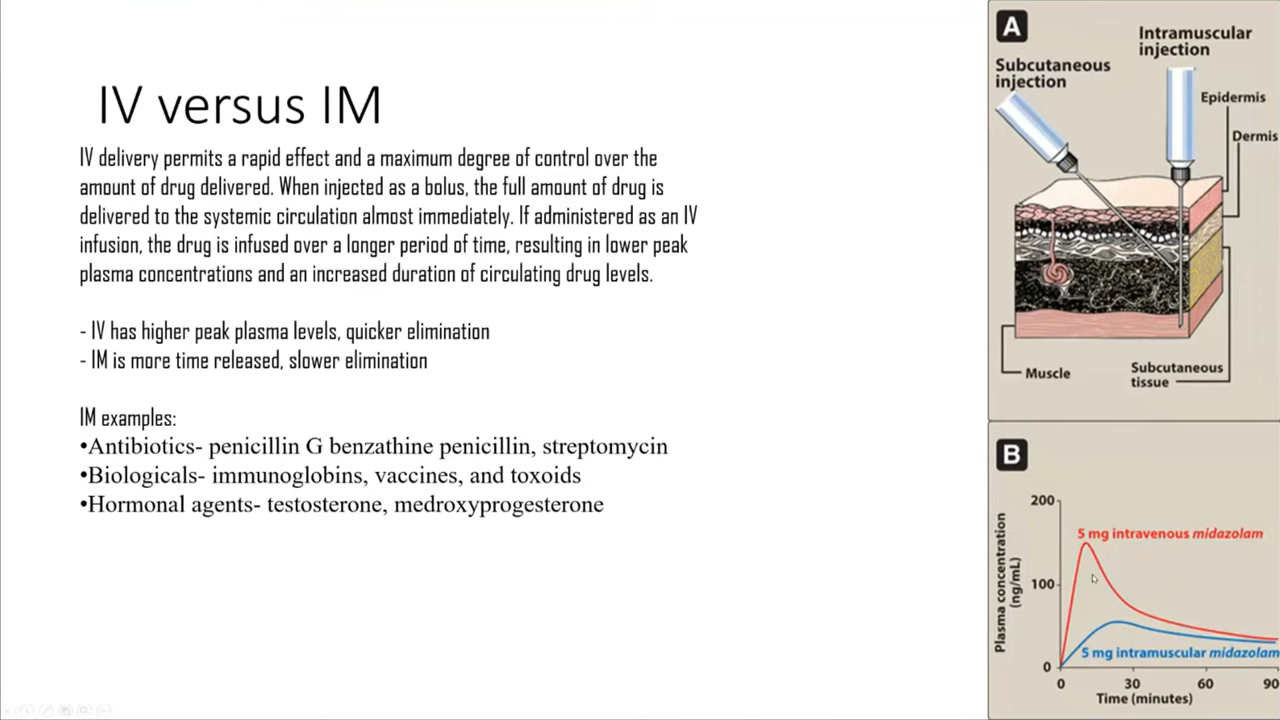 IV versus IM
IV delivery permits a rapid effect and a maximum degree of control over the
amount of drug delivered. When injected as a bolus, the full amount of drug is
delivered to the systemic circulation almost immediately. If administered as an IV
infusion, the drug is infused over a longer period of time, resulting in lower peak
plasma concentrations and an increased duration of circulating drug levels.
- IV has higher peak plasma levels, quicker elimination
- IM is more time released, slower elimination
IM examples:
•Antibiotics- penicillin G benzathine penicillin, streptomycin
•Biologicals- immunoglobins, vaccines, and toxoids
•Hormonal agents- testosterone, medroxyprogesterone
A
Intramuscular
injection
Subcutaneous
injection
Epidermis
Dermis
Muscle
Subcutaneous
tissue
B
Plasma concentration
(ng/mL)
200
100
0
5 mg intravenous midazolam
5 mg intramuscular midazolam
0 30 60 90
Time (minutes)